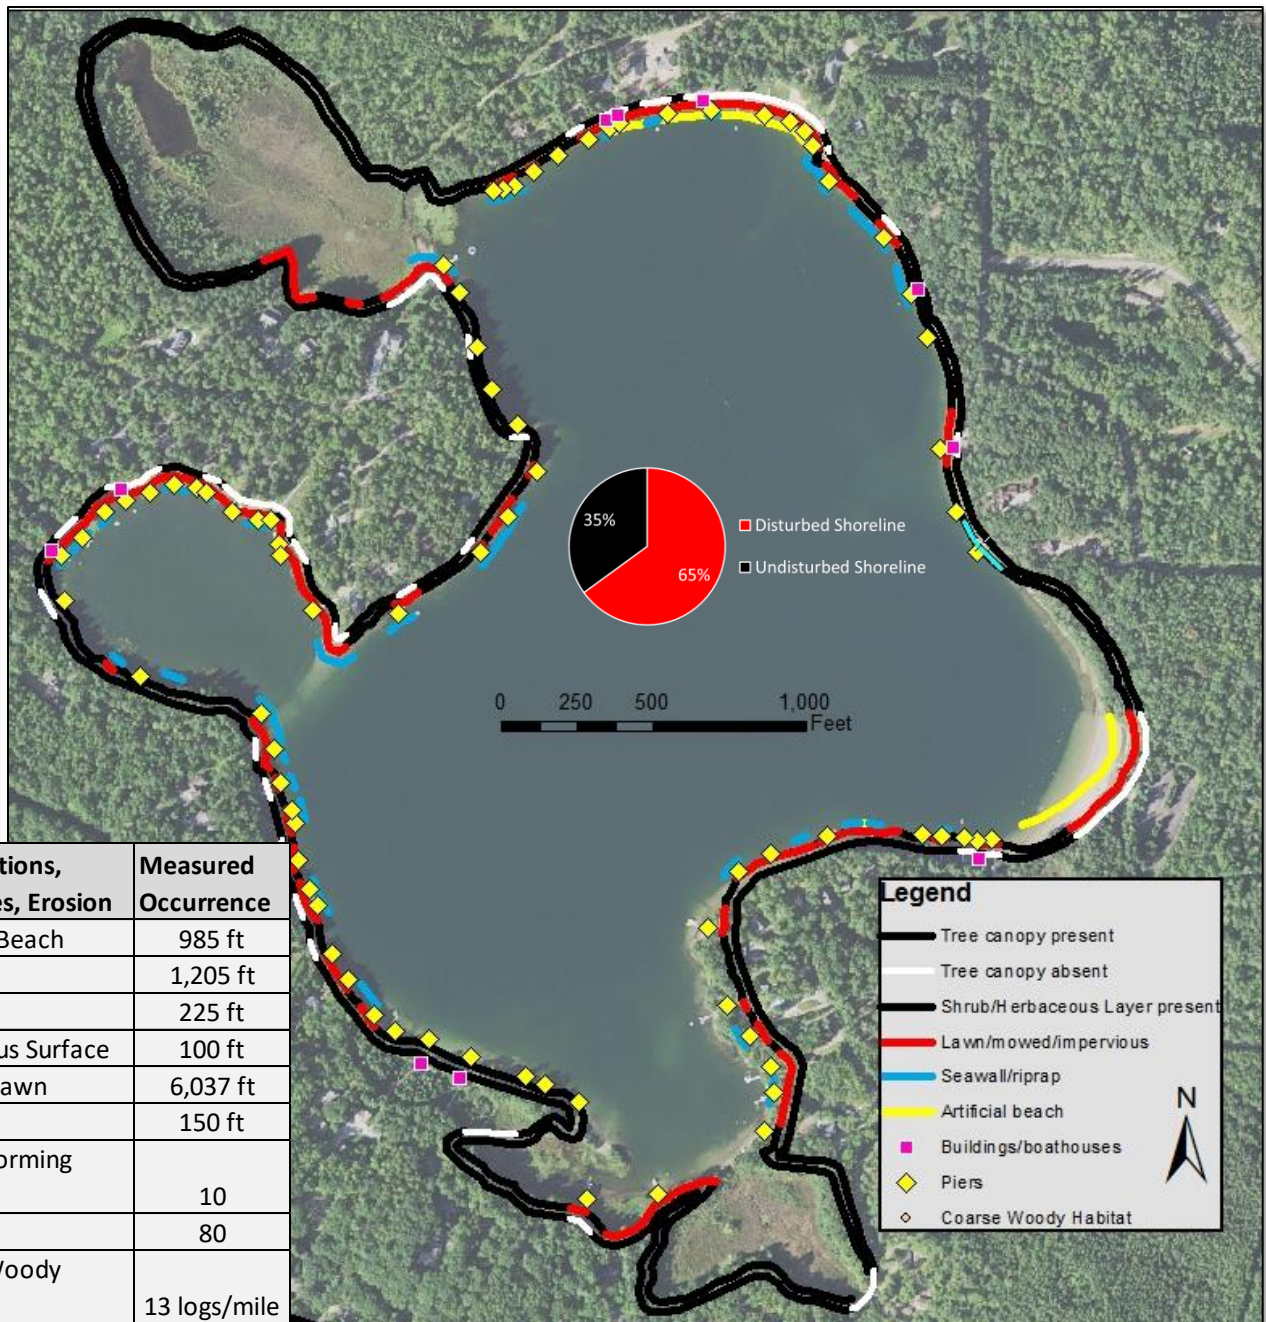 35%
65%
Disturbed Shoreline
Undisturbed Shoreline
0 250 500 1,000
Feet
tions, Measured
es, Erosion Occurrence
Beach 985 ft
1,205 ft
225 ft
us Surface 100 ft
awn 6,037 ft
150 ft
orming
10
80
Woody
13 logs/mile
Legend
Tree canopy present
Tree canopy absent
Shrub/Herbaceous Layer present
Lawn/mowed/impervious
Seawall/riprap
Artificial beach
Buildings/boathouses
Piers
Coarse Woody Habitat
N